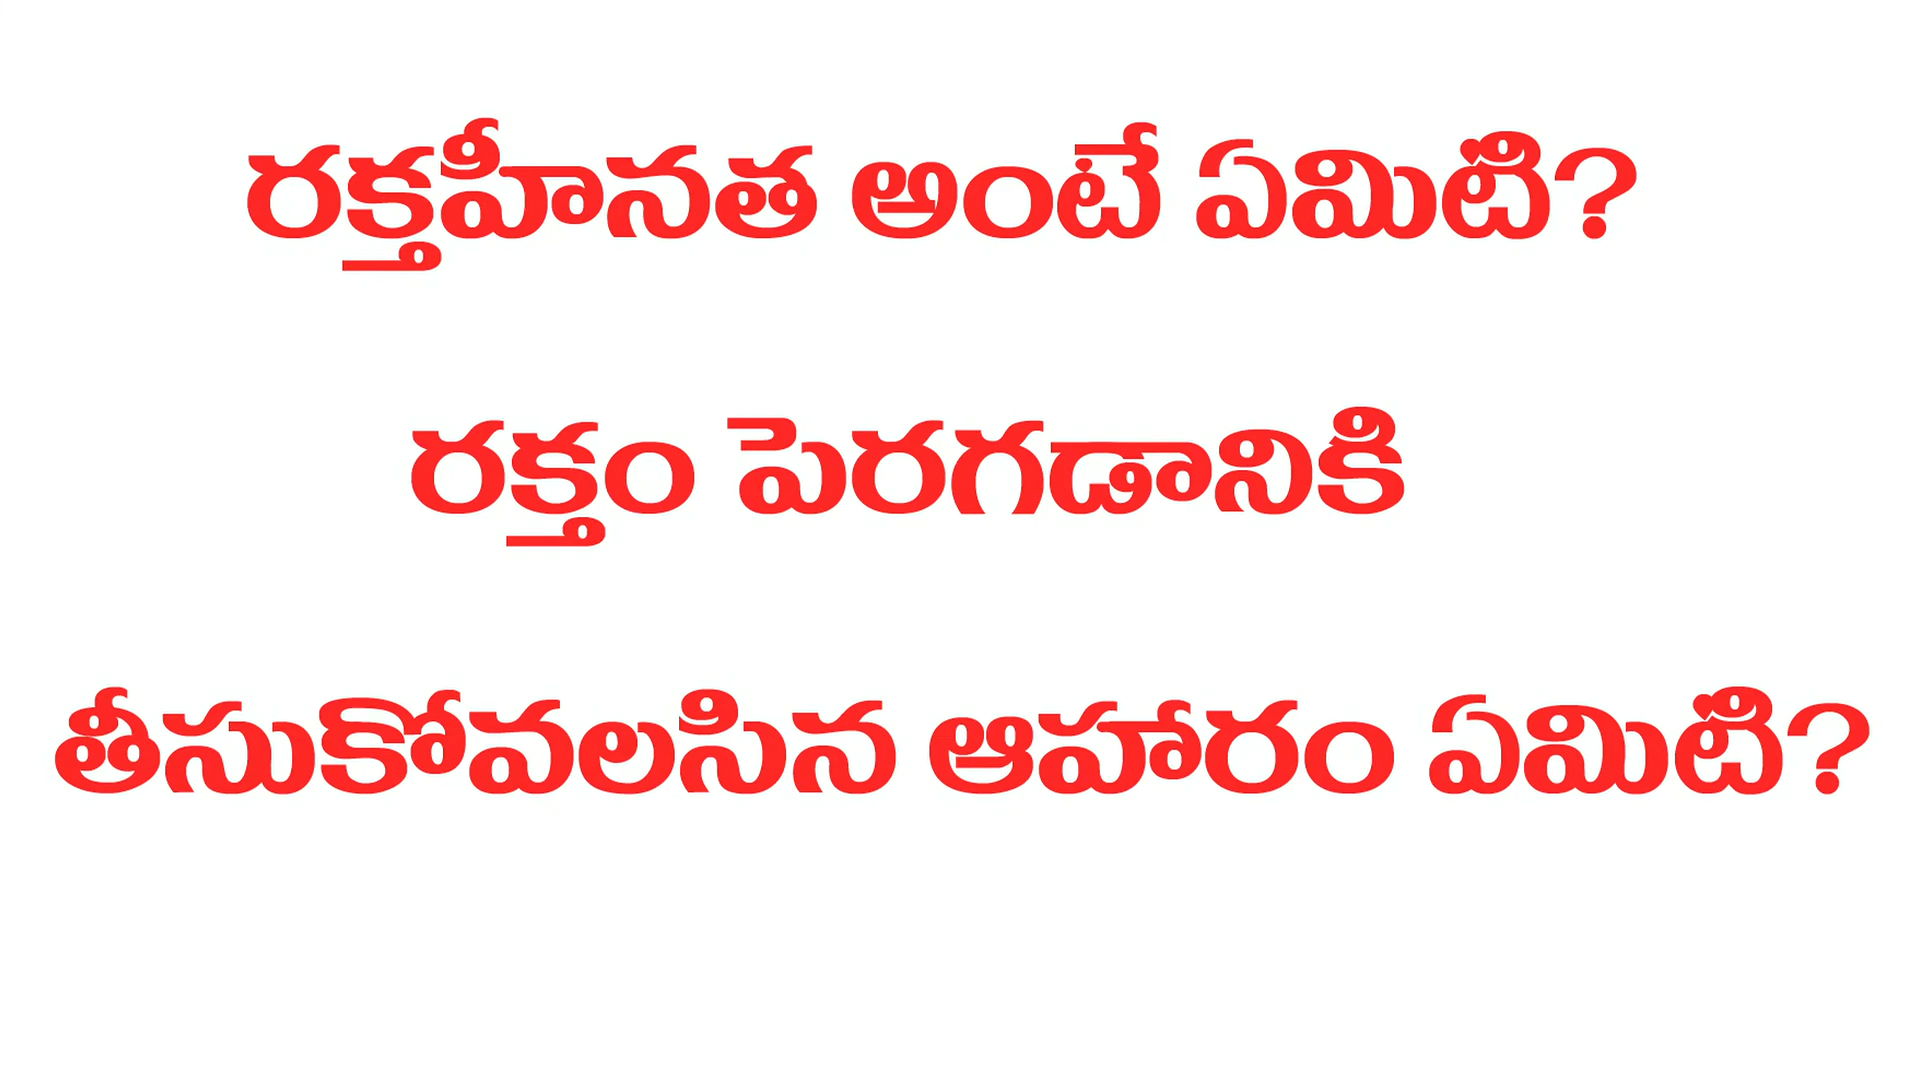 రక్తహీనత అంటే ఏమిటి?
రక్తం పెరగడానికి
తీసుకోవలసిన ఆహారం ఏమిటి?